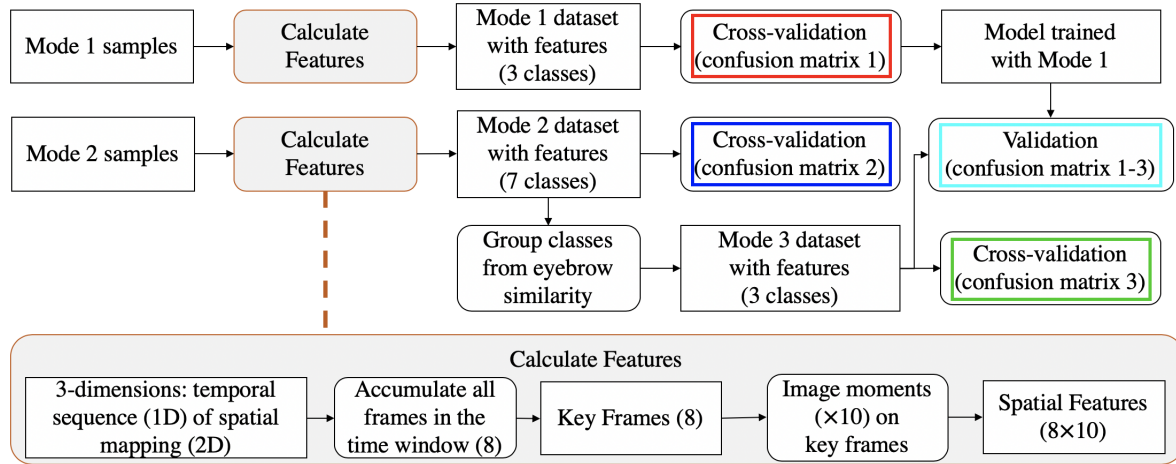 Mode 1 samples
Calculate
Features
Mode 1 dataset
with features
(3 classes)
Cross-validation
(confusion matrix 1)
Model trained
with Mode 1
Mode 2 samples
Calculate
Features
Mode 2 dataset
with features
(7 classes)
Cross-validation
(confusion matrix 2)
Validation
(confusion matrix 1-3)
Group classes
from eyebrow
similarity
Mode 3 dataset
with features
(3 classes)
Cross-validation
(confusion matrix 3)
Calculate Features
3-dimensions: temporal
sequence (1D) of spatial
mapping (2D)
Accumulate all
frames in the
time window (8)
Key Frames (8)
Image moments
(×10) on
key frames
Spatial Features
(8×10)